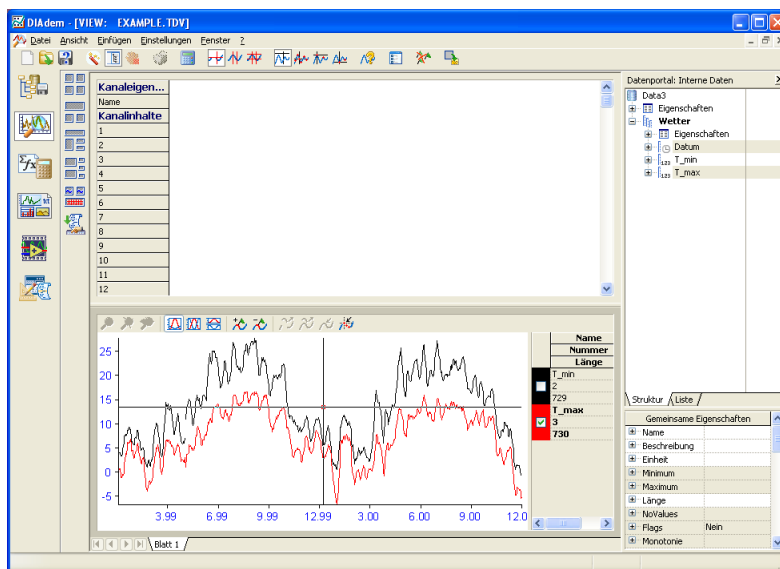 DIAdem - [VIEW: EXAMPLE.TDV]
Datei Ansicht Einfügen Einstellungen Fenster ?
Kanaleigen...
Name
Kanalinhalte
1
2
3
4
5
6
7
8
9
10
11
12
Datenportal: Interne Daten
Data3
Eigenschaften
Wetter
Eigenschaften
Datum
T_min
T_max
Struktur Liste
Name
Nummer
Länge
T_min
2
729
T_max
3
730
25
20
15
10
5
0
-5
3.99 6.99 9.99 12.99 3.00 6.00 9.00 12.0
Blatt 1
Gemeinsame Eigenschaften
Name
Beschreibung
Einheit
Minimum
Maximum
Länge
NoValues
Flags Nein
Monotonie